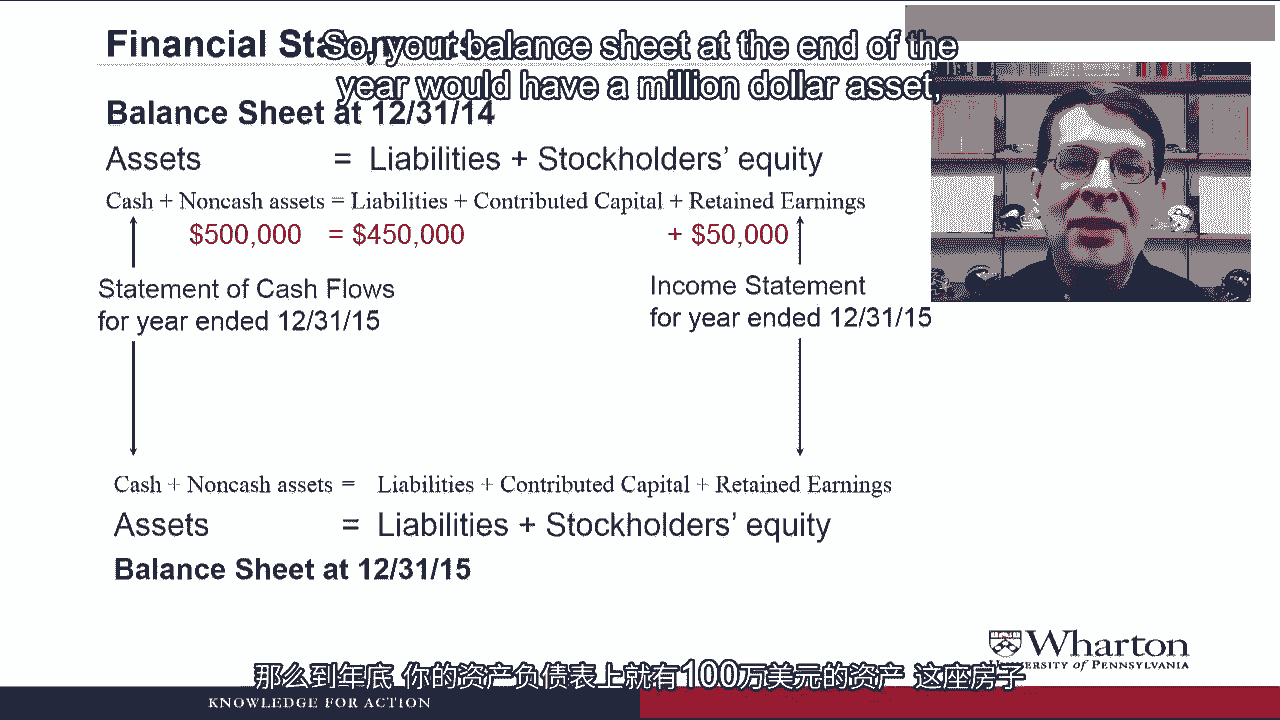 Financial Statements
So, your balance sheet at the end of the
year would have a million dollar asset,
Balance Sheet at 12/31/14
Assets = Liabilities + Stockholders’ equity
Cash + Noncash assets = Liabilities + Contributed Capital + Retained Earnings
$500,000 = $450,000 + $50,000
Statement of Cash Flows
for year ended 12/31/15
Income Statement
for year ended 12/31/15
Cash + Noncash assets = Liabilities + Contributed Capital + Retained Earnings
Assets = Liabilities + Stockholders’ equity
Balance Sheet at 12/31/15
Wharton
UNIVERSITY of PENNSYLVANIA
那么到年底 你的资产负债表上就有100万美元的资产 这座房子
KNOWLEDGE FOR ACTION